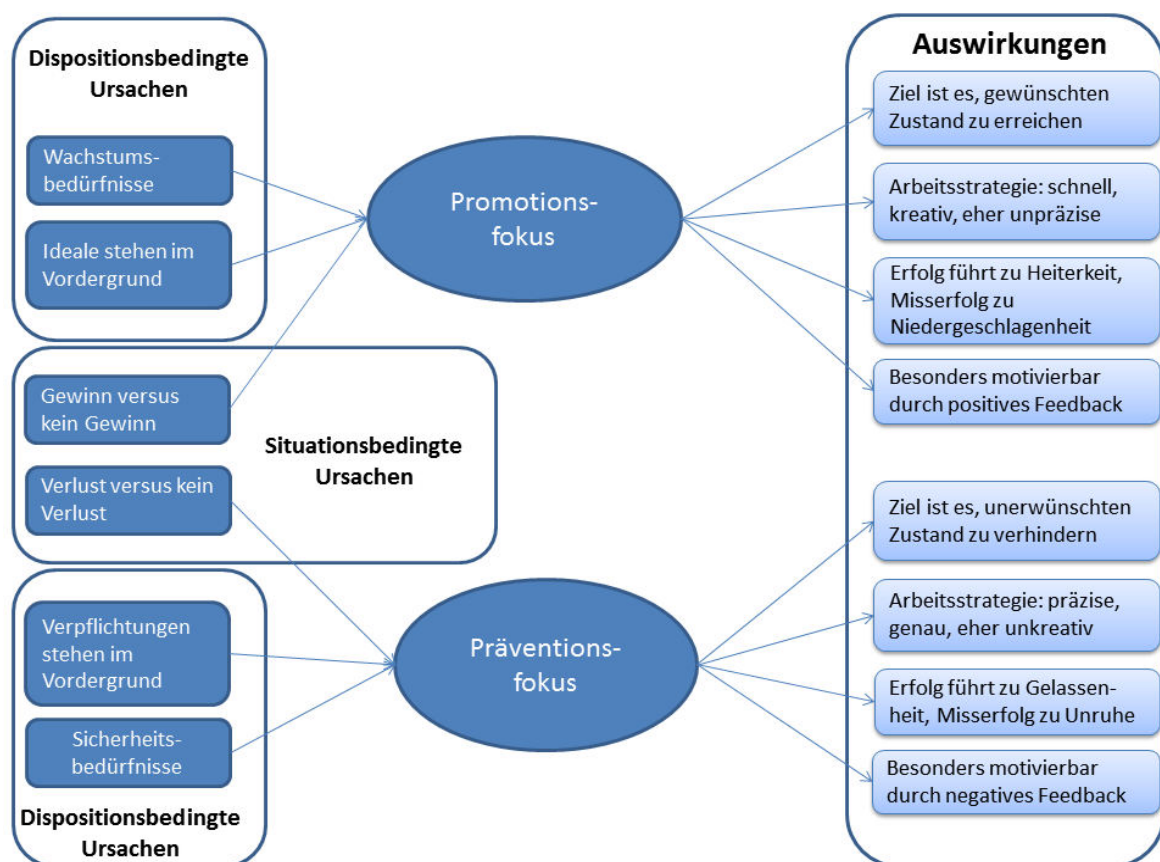 Dispositionsbedingte
Ursachen
Wachstums-
bedürfnisse
Ideale stehen im
Vordergrund
Gewinn versus
kein Gewinn
Verlust versus kein
Verlust
Situationsbedingte
Ursachen
Verpflichtungen
stehen im
Vordergrund
Sicherheits-
bedürfnisse
Dispositionsbedingte
Ursachen
Promotions-
fokus
Präventions-
fokus
Auswirkungen
Ziel ist es, gewünschten
Zustand zu erreichen
Arbeitsstrategie: schnell,
kreativ, eher unpräzise
Erfolg führt zu Heiterkeit,
Misserfolg zu
Niedergeschlagenheit
Besonders motivierbar
durch positives Feedback
Ziel ist es, unerwünschten
Zustand zu verhindern
Arbeitsstrategie: präzise,
genau, eher unkreativ
Erfolg führt zu Gelassen-
heit, Misserfolg zu Unruhe
Besonders motivierbar
durch negatives Feedback